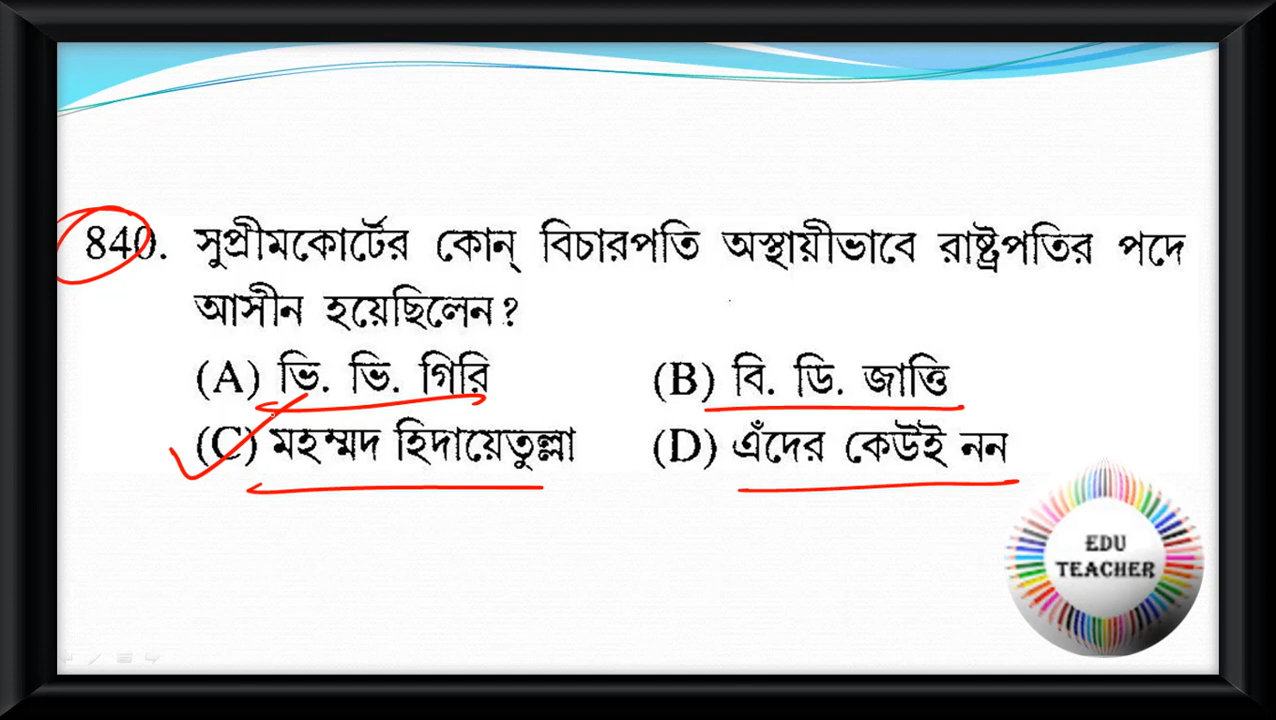 840. সুপ্রীমকোর্টের কোন্ বিচারপতি অস্থায়ীভাবে রাষ্ট্রপতির পদে
আসীন হয়েছিলেন?
(A) ভি. ভি. গিরি (B) বি. ডি. জাত্তি
(C) মহম্মদ হিদায়েতুল্লা (D) এঁদের কেউই নন
EDU
TEACHER